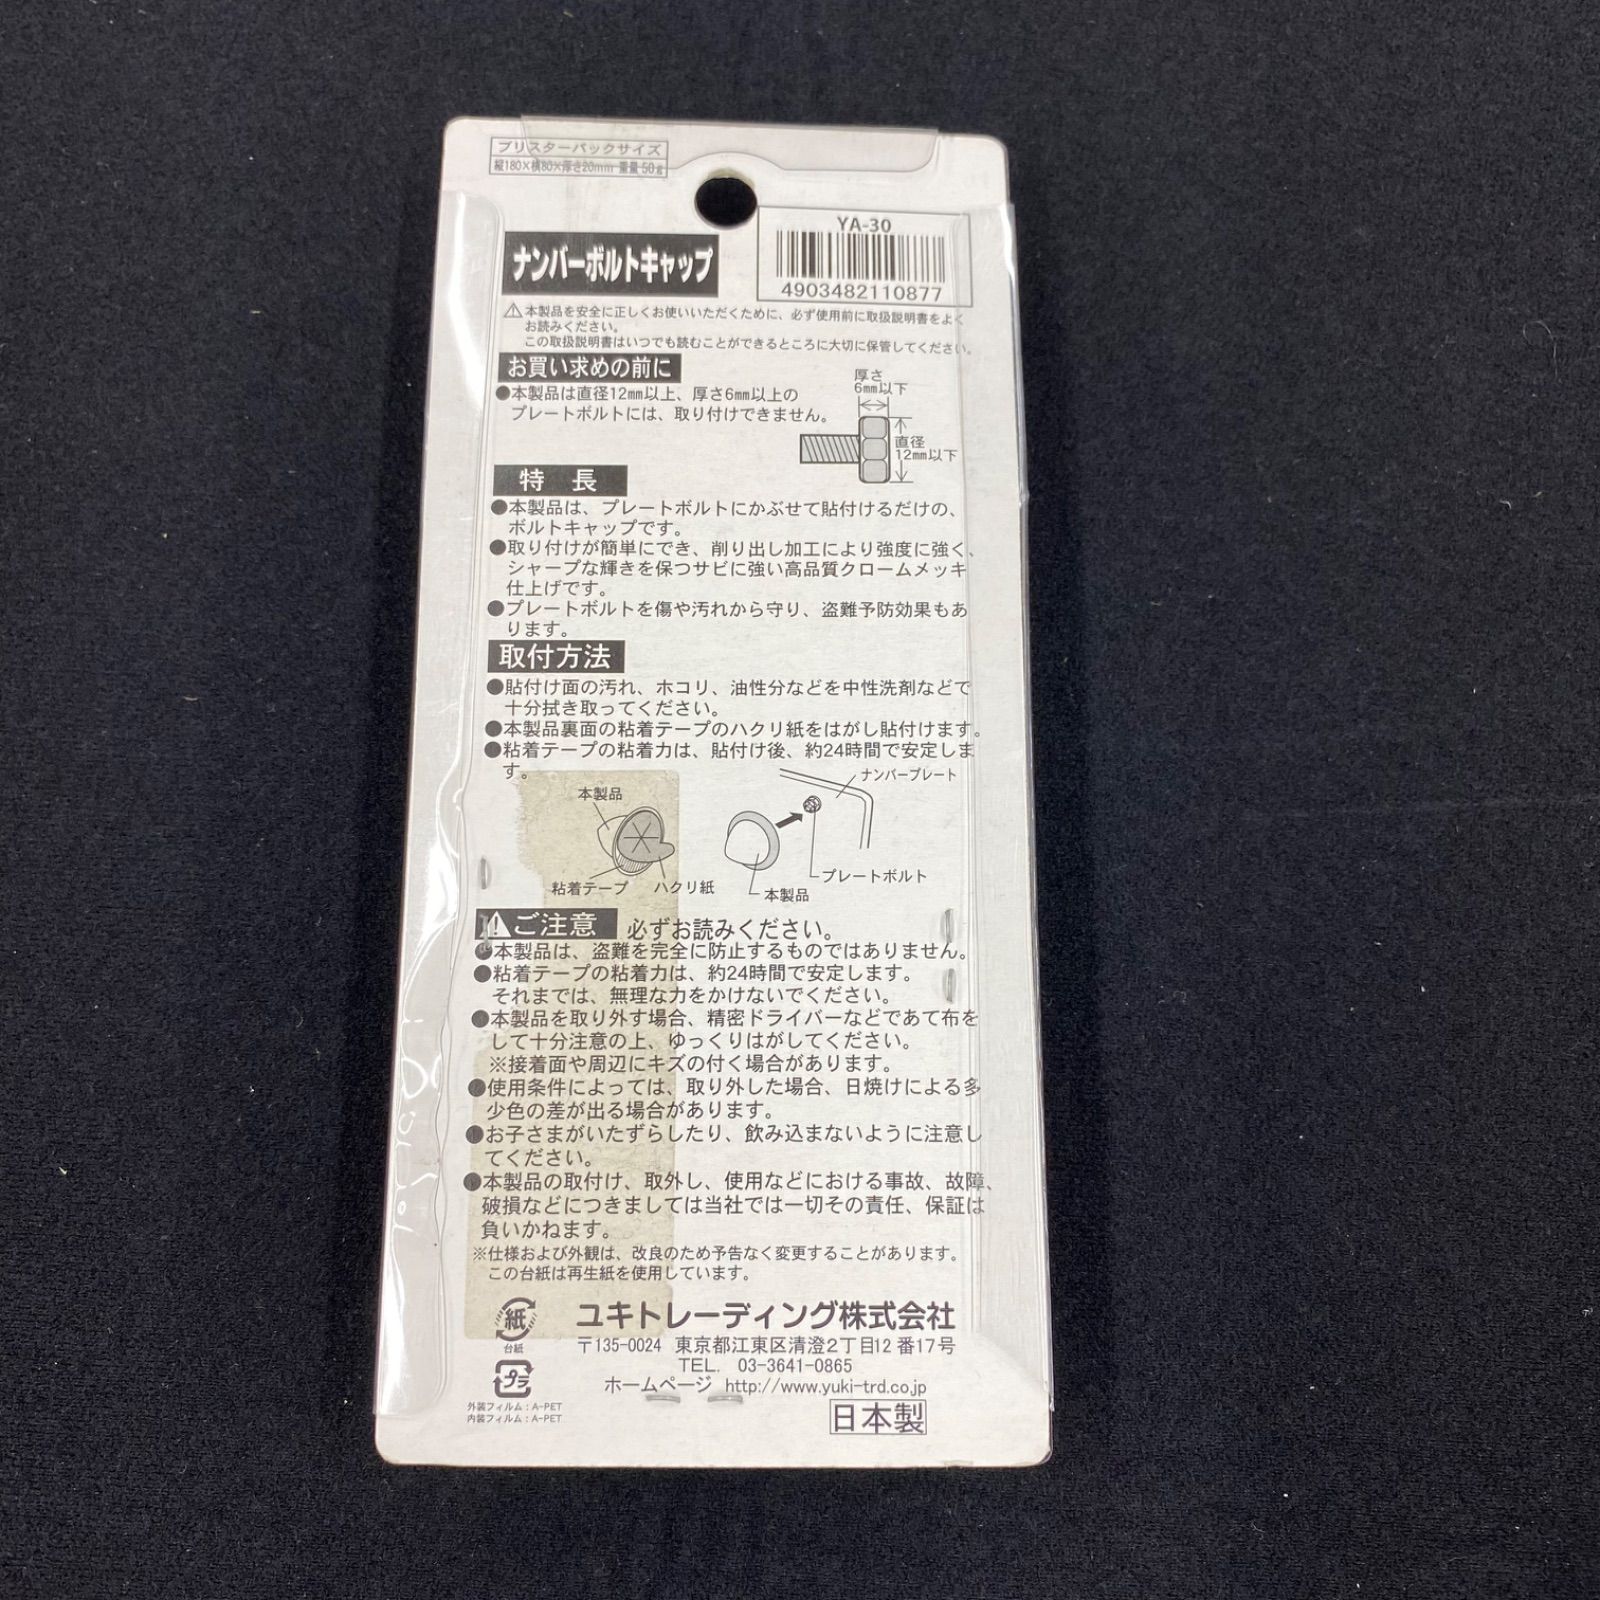 ブリスターパックサイズ
縦180×横80×厚さ20mm 重量 50g
YA-30
4903482110877
ナンバーボルトキャップ
⚠本製品を安全に正しくお使いいただくために、必ず使用前に取扱説明書をよく
お読みください。
この取扱説明書はいつでも読むことができるところに大切に保管してください。
お買い求めの前に
●本製品は直径12㎜以上、厚さ6㎜以上の
プレートボルトには、取り付けできません。
厚さ
6㎜以下
直径
12㎜以下
特 長
●本製品は、プレートボルトにかぶせて貼付けるだけの、
ボルトキャップです。
●取り付けが簡単にでき、削り出し加工により強度に強く、
シャープな輝きを保つサビに強い高品質クロームメッキ
仕上げです。
●プレートボルトを傷や汚れから守り、盗難予防効果もあ
ります。
取付方法
●貼付け面の汚れ、ホコリ、油性分などを中性洗剤などで
十分拭き取ってください。
●本製品裏面の粘着テープのハクリ紙をはがし貼付けます。
●粘着テープの粘着力は、貼付け後、約24時間で安定しま
す。
ナンバープレート
本製品
粘着テープ
ハクリ紙
本製品
プレートボルト
⚠ご注意 必ずお読みください。
●本製品は、盗難を完全に防止するものではありません。
●粘着テープの粘着力は、約24時間で安定します。
それまでは、無理な力をかけないでください。
●本製品を取り外す場合、精密ドライバーなどであて布を
して十分注意の上、ゆっくりはがしてください。
※接着面や周辺にキズの付く場合があります。
●使用条件によっては、取り外した場合、日焼けによる多
少色の差が出る場合があります。
●お子さまがいたずらしたり、飲み込まないように注意し
てください。
●本製品の取付け、取外し、使用などにおける事故、故障、
破損などにつきましては当社では一切その責任、保証は
負いかねます。
※仕様および外観は、改良のため予告なく変更することがあります。
この台紙は再生紙を使用しています。
紙
台紙
プラ
外装フィルム：A-PET
内装フィルム：A-PET
ユキトレーディング株式会社
〒135-0024 東京都江東区清澄2丁目12番17号
TEL. 03-3641-0865
ホームページ http://www.yuki-trd.co.jp
日本製